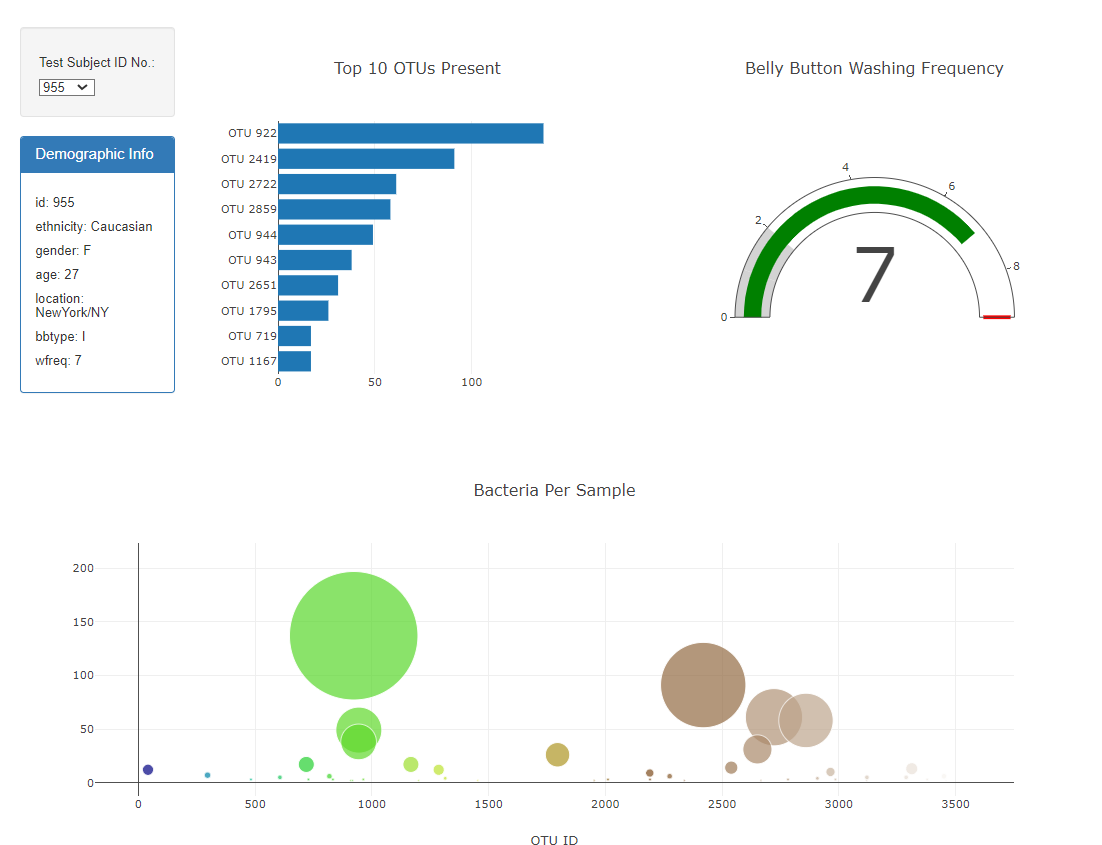 Test Subject ID No.:
955
Demographic Info
id: 955
ethnicity: Caucasian
gender: F
age: 27
location:
NewYork/NY
bbtype: I
wfreq: 7
Top 10 OTUs Present
OTU 922
OTU 2419
OTU 2722
OTU 2859
OTU 944
OTU 943
OTU 2651
OTU 1795
OTU 719
OTU 1167
0 50 100
Belly Button Washing Frequency
0
2
4
6
8
7
Bacteria Per Sample
200
150
100
50
0
0 500 1000 1500 2000 2500 3000 3500
OTU ID